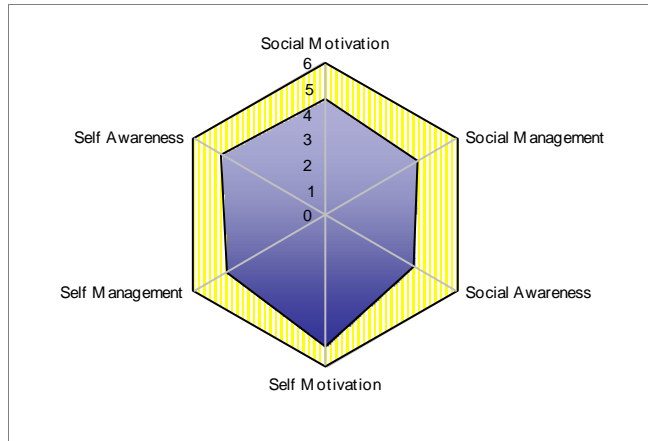 Social Motivation
6
5
Self Awareness
Social Management
4
3
2
1
0
Self Management
Social Awareness
Self Motivation